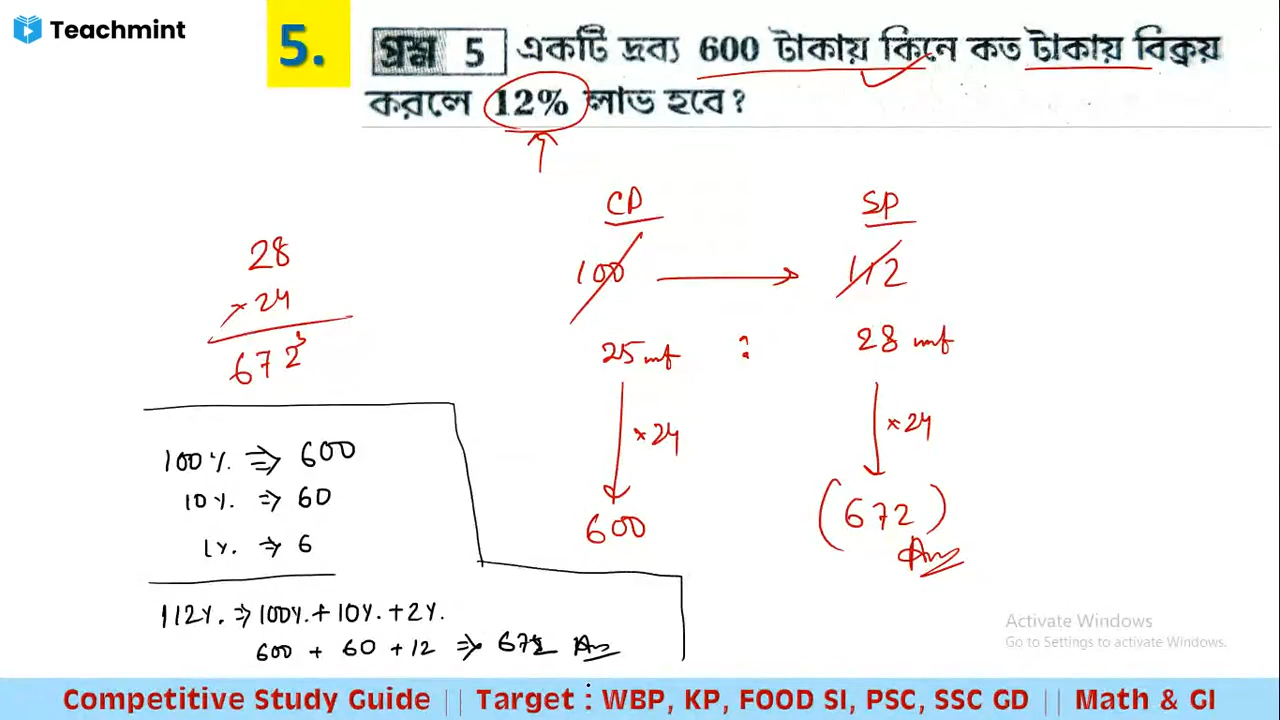 Teachmint
5. প্রশ্ন 5 একটি দ্রব্য 600 টাকায় কিনে কত টাকায় বিক্রয়
করলে 12% লাভ হবে?
CP SP
100 112
28
×24
672
25 unit : 28 unit
×24 ×24
600 (672)
Ans
100% ⇒ 600
10% ⇒ 60
1% ⇒ 6
112% ⇒ 100% + 10% + 2%
600 + 60 + 12 ⇒ 672 Ans
Activate Windows
Go to Settings to activate Windows.
Competitive Study Guide || Target : WBP, KP, FOOD SI, PSC, SSC GD || Math & GI